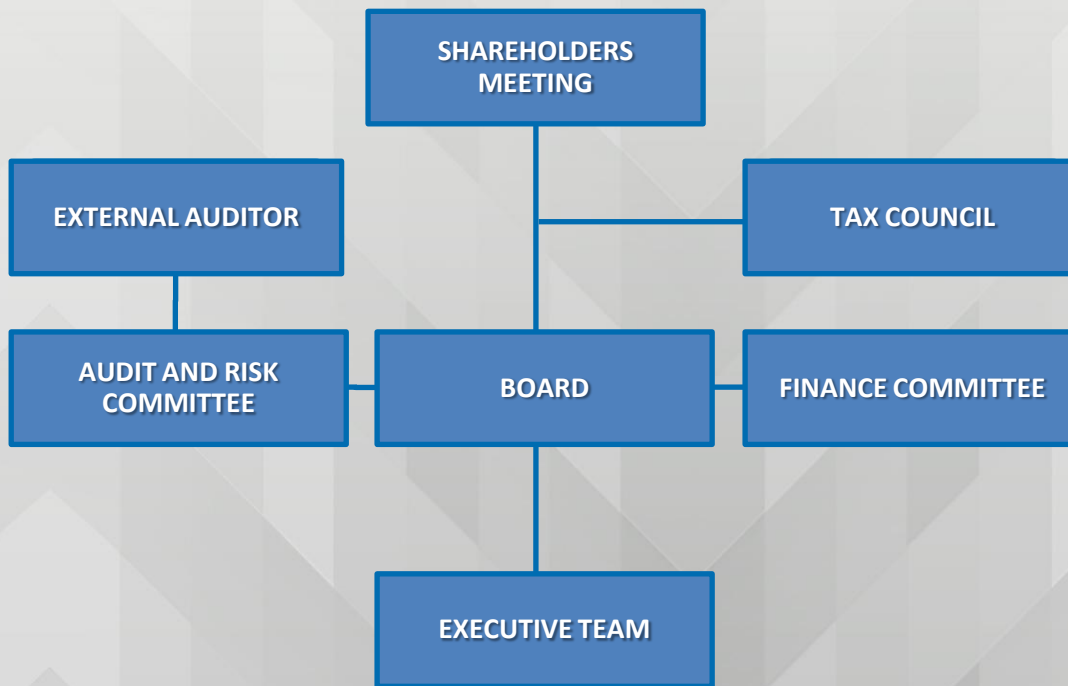 SHAREHOLDERS
MEETING
EXTERNAL AUDITOR
TAX COUNCIL
AUDIT AND RISK
COMMITTEE
BOARD
FINANCE COMMITTEE
EXECUTIVE TEAM